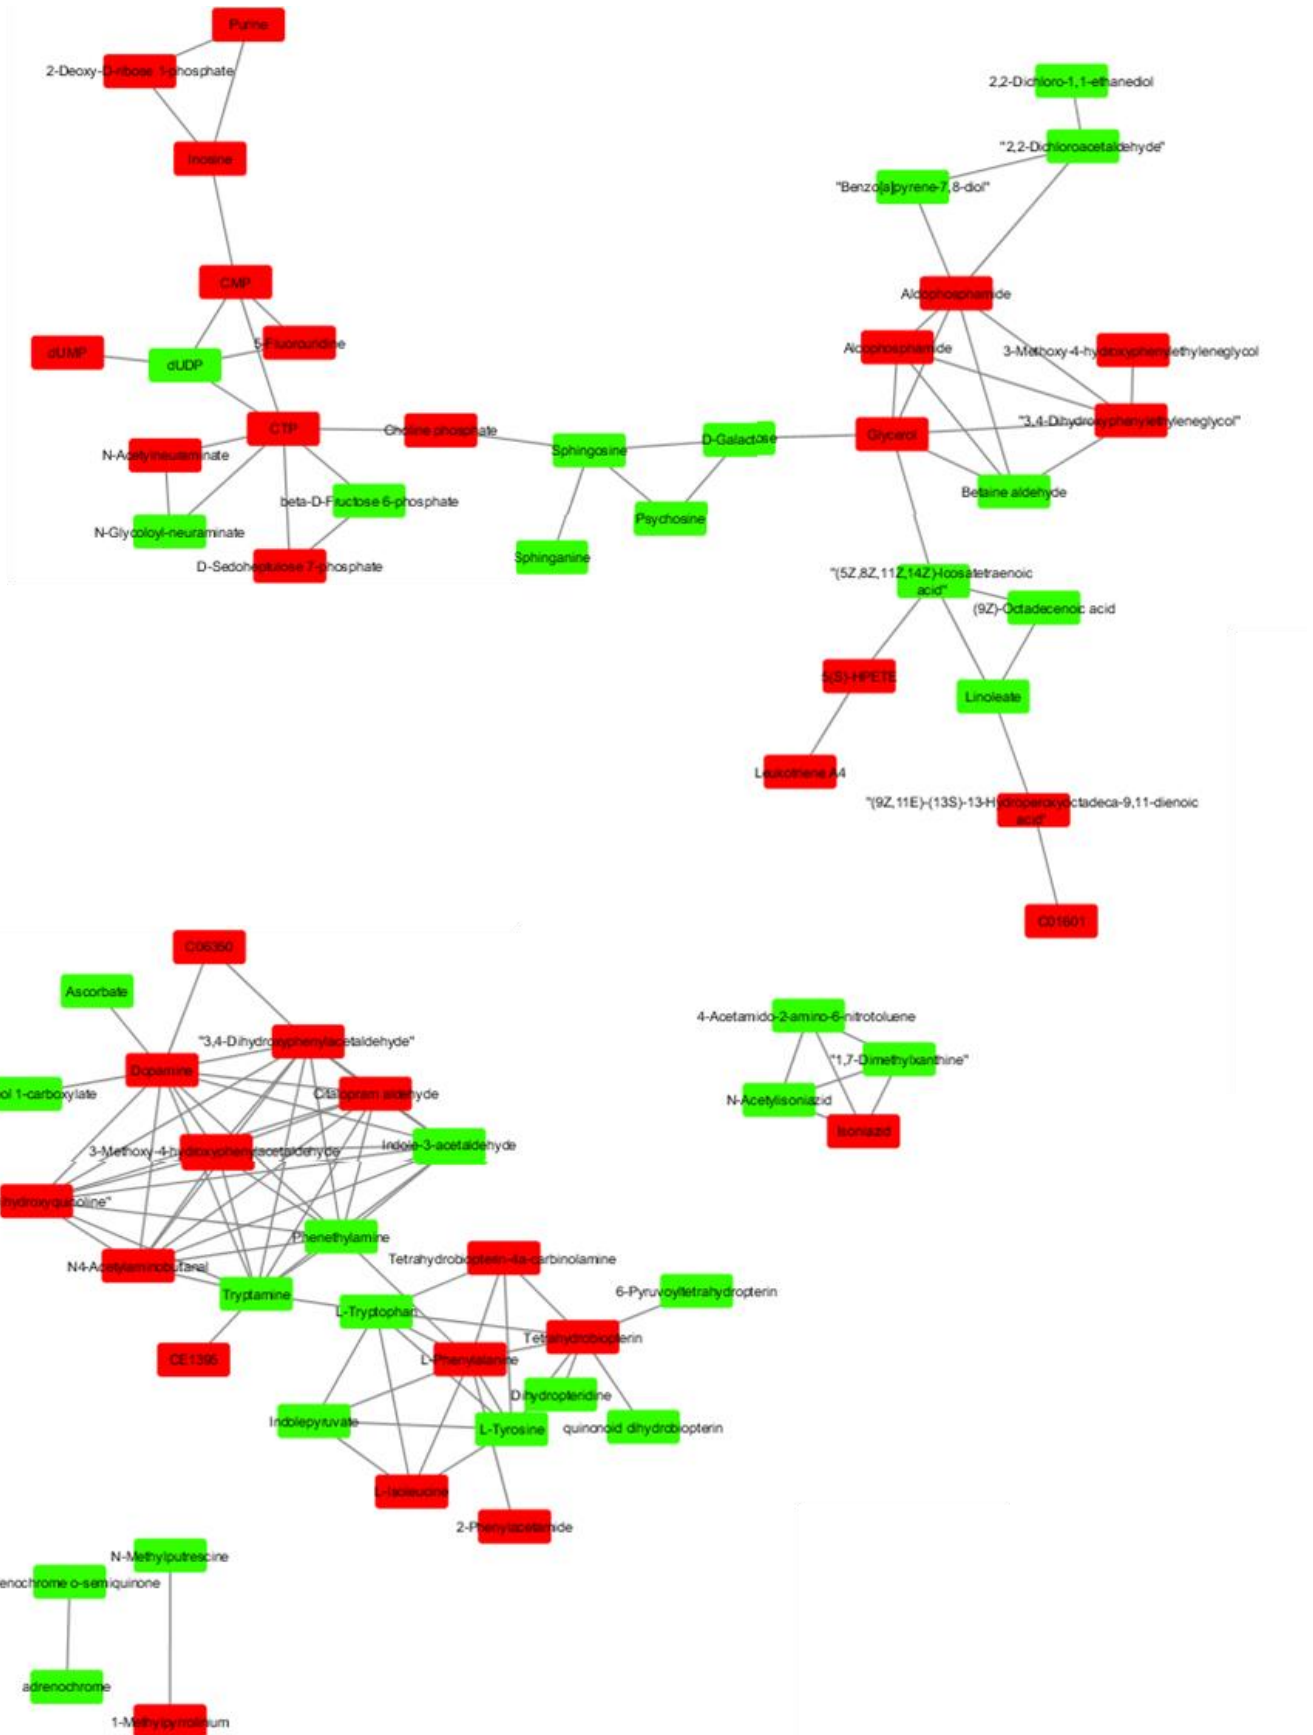 Purine
2-Deoxy-D-ribose 1-phosphate
Inosine
CMP
dUMP
dUDP
5-Fluorouridine
CTP
Choline phosphate
N-Acetylneuraminate
beta-D-Fructose 6-phosphate
N-Glycoloyl-neuraminate
D-Sedoheptulose 7-phosphate
Sphingosine
D-Galactose
Psychosine
Sphinganine
2,2-Dichloro-1,1-ethanediol
"2,2-Dichloroacetaldehyde"
"Benzo[a]pyrene-7,8-diol"
Aldophosphamide
Alcophosphamide
3-Methoxy-4-hydroxyphenylethyleneglycol
"3,4-Dihydroxyphenylethyleneglycol"
Glycerol
Betaine aldehyde
"(5Z,8Z,11Z,14Z)-Icosatetraenoic
acid"
(9Z)-Octadecenoic acid
5(S)-HPETE
Linoleate
Leukotriene A4
"(9Z,11E)-(13S)-13-Hydroperoxyoctadeca-9,11-dienoic
acid"
C01601
C06350
Ascorbate
"3,4-Dihydroxyphenylacetaldehyde"
Dopamine
ol 1-carboxylate
Citalopram aldehyde
3-Methoxy-4-hydroxyphenylacetaldehyde
Indole-3-acetaldehyde
hydroxyquinoline"
Phenethylamine
N4-Acetylaminobutanal
Tryptamine
CE1395
Tetrahydrobiopterin-4a-carbinolamine
6-Pyruvoyltetrahydropterin
L-Tryptophan
Tetrahydrobiopterin
L-Phenylalanine
Dihydropteridine
Indolepyruvate
L-Tyrosine
quinonoid dihydrobiopterin
L-Isoleucine
2-Phenylacetamide
4-Acetamido-2-amino-6-nitrotoluene
"1,7-Dimethylxanthine"
N-Acetylisoniazid
Isoniazid
N-Methylputrescine
enochrome o-semiquinone
adrenochrome
1-Methylpyrrolinum